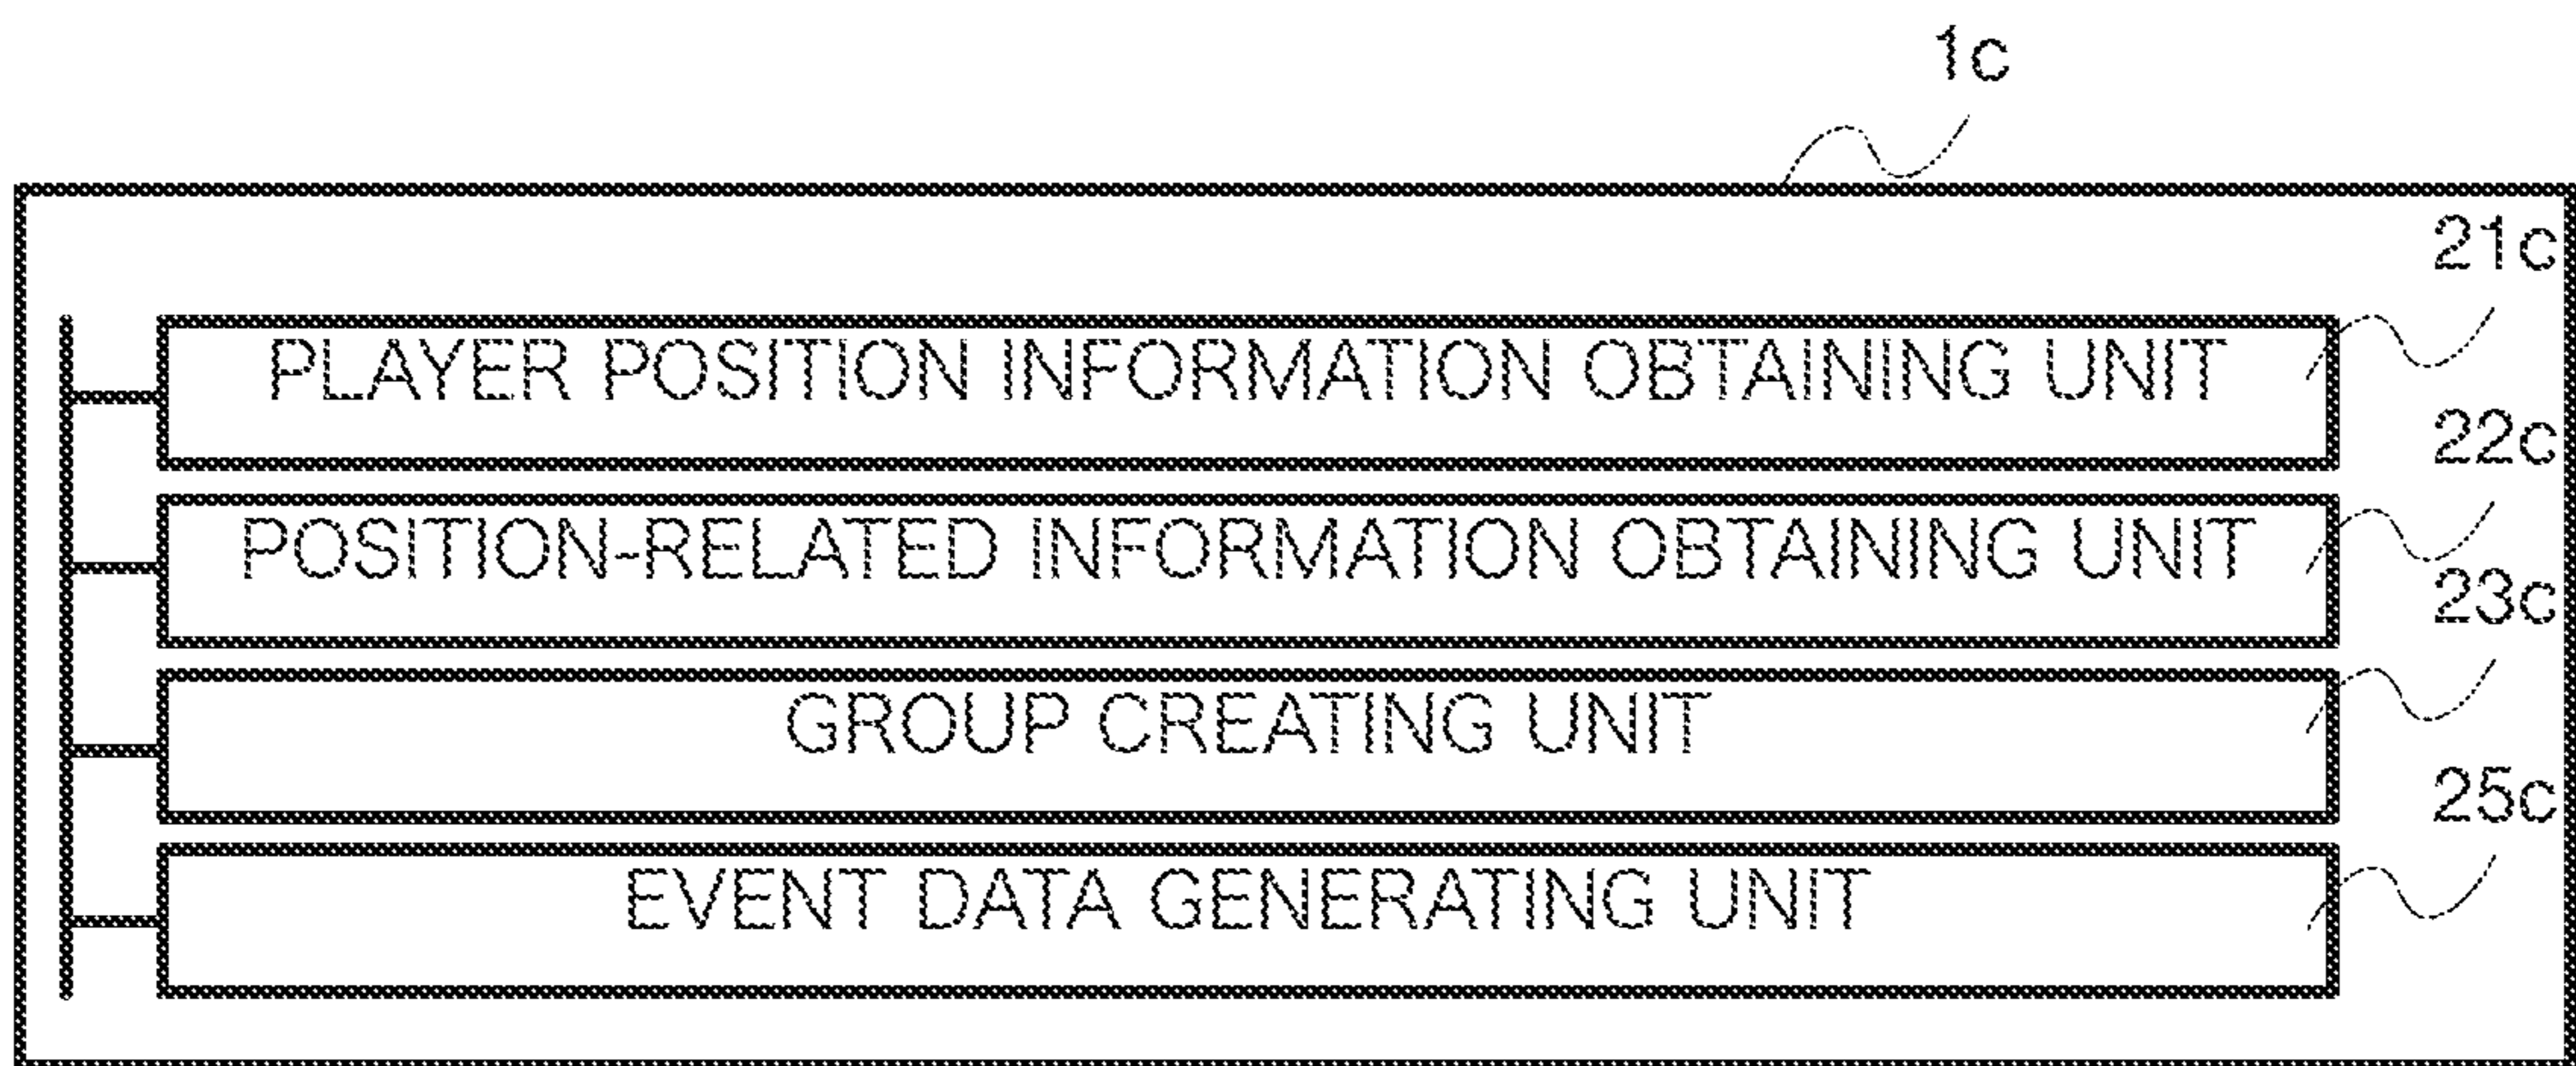 1c
21c
PLAYER POSITION INFORMATION OBTAINING UNIT
22c
POSITION-RELATED INFORMATION OBTAINING UNIT
23c
GROUP CREATING UNIT
25c
EVENT DATA GENERATING UNIT